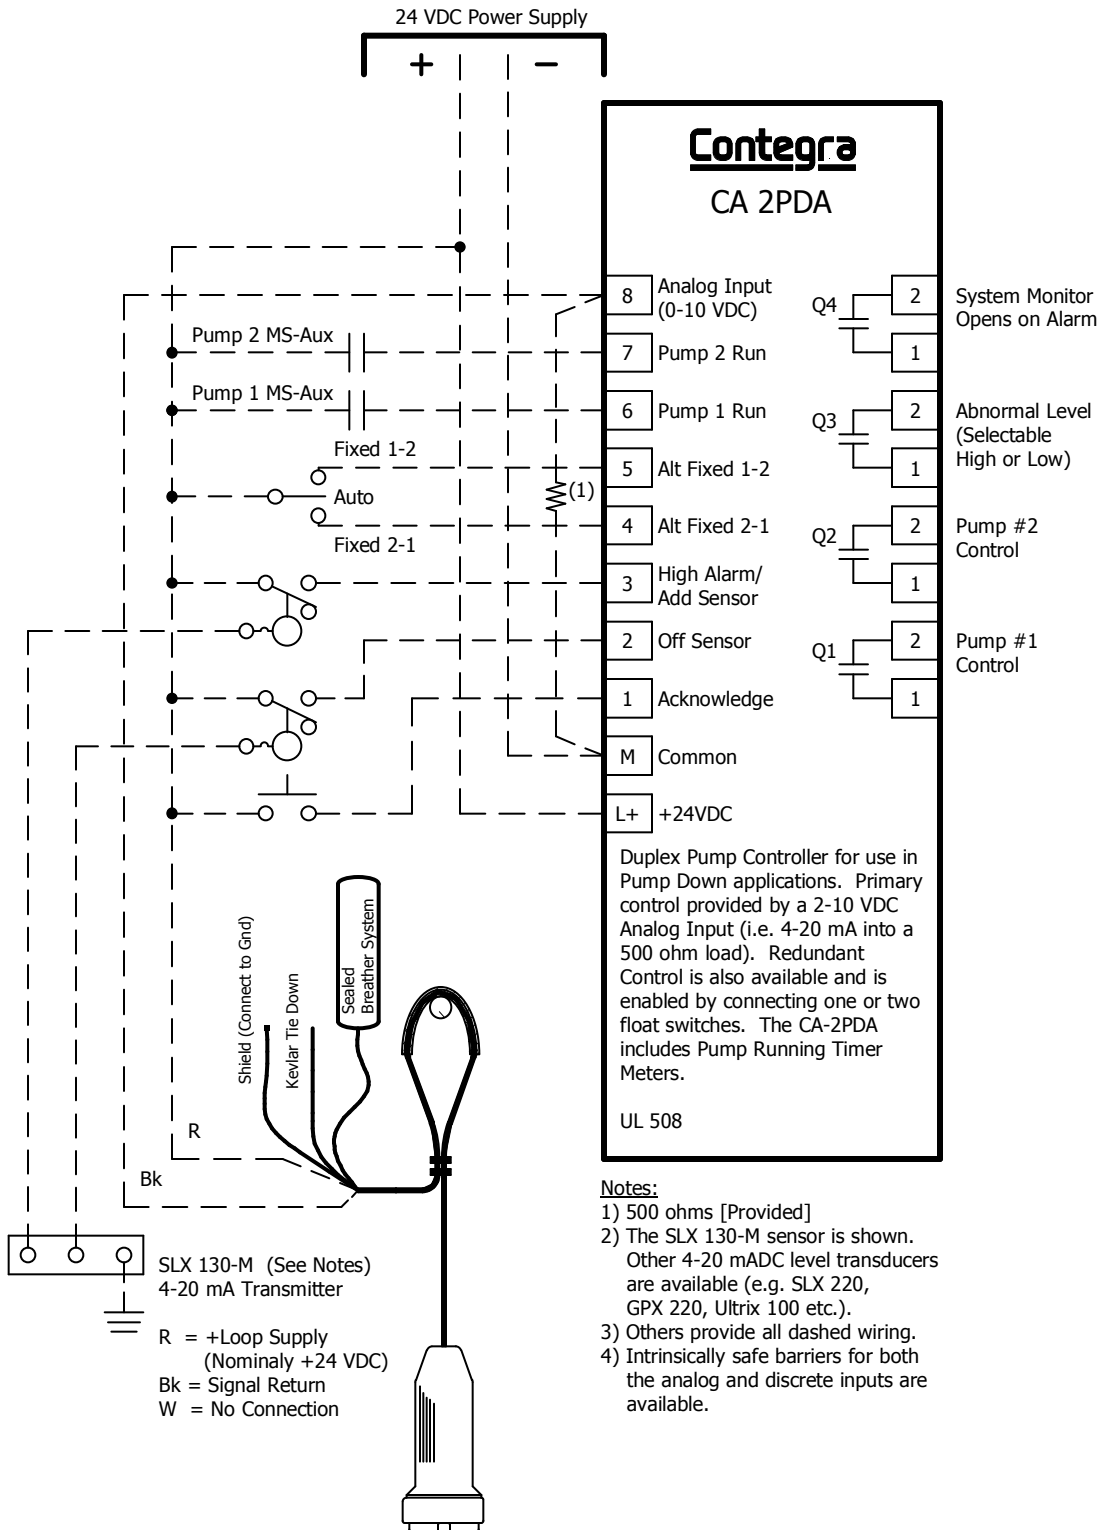 24 VDC Power Supply
+
−
Contegra
CA 2PDA
8
Analog Input
(0-10 VDC)
7
Pump 2 Run
6
Pump 1 Run
5
Alt Fixed 1-2
4
Alt Fixed 2-1
3
High Alarm/
Add Sensor
2
Off Sensor
1
Acknowledge
M
Common
L+
+24VDC
Q4
2
1
System Monitor
Opens on Alarm
Q3
2
1
Abnormal Level
(Selectable
High or Low)
Q2
2
1
Pump #2
Control
Q1
2
1
Pump #1
Control
Pump 2 MS-Aux
Pump 1 MS-Aux
Fixed 1-2
Auto
Fixed 2-1
(1)
Duplex Pump Controller for use in
Pump Down applications. Primary
control provided by a 2-10 VDC
Analog Input (i.e. 4-20 mA into a
500 ohm load). Redundant
Control is also available and is
enabled by connecting one or two
float switches. The CA-2PDA
includes Pump Running Timer
Meters.
UL 508
Shield (Connect to Gnd)
Kevlar Tie Down
Sealed
Breather System
R
Bk
SLX 130-M (See Notes)
4-20 mA Transmitter
R = +Loop Supply
(Nominaly +24 VDC)
Bk = Signal Return
W = No Connection
Notes:
1) 500 ohms [Provided]
2) The SLX 130-M sensor is shown.
Other 4-20 mADC level transducers
are available (e.g. SLX 220,
GPX 220, Ultrix 100 etc.).
3) Others provide all dashed wiring.
4) Intrinsically safe barriers for both
the analog and discrete inputs are
available.